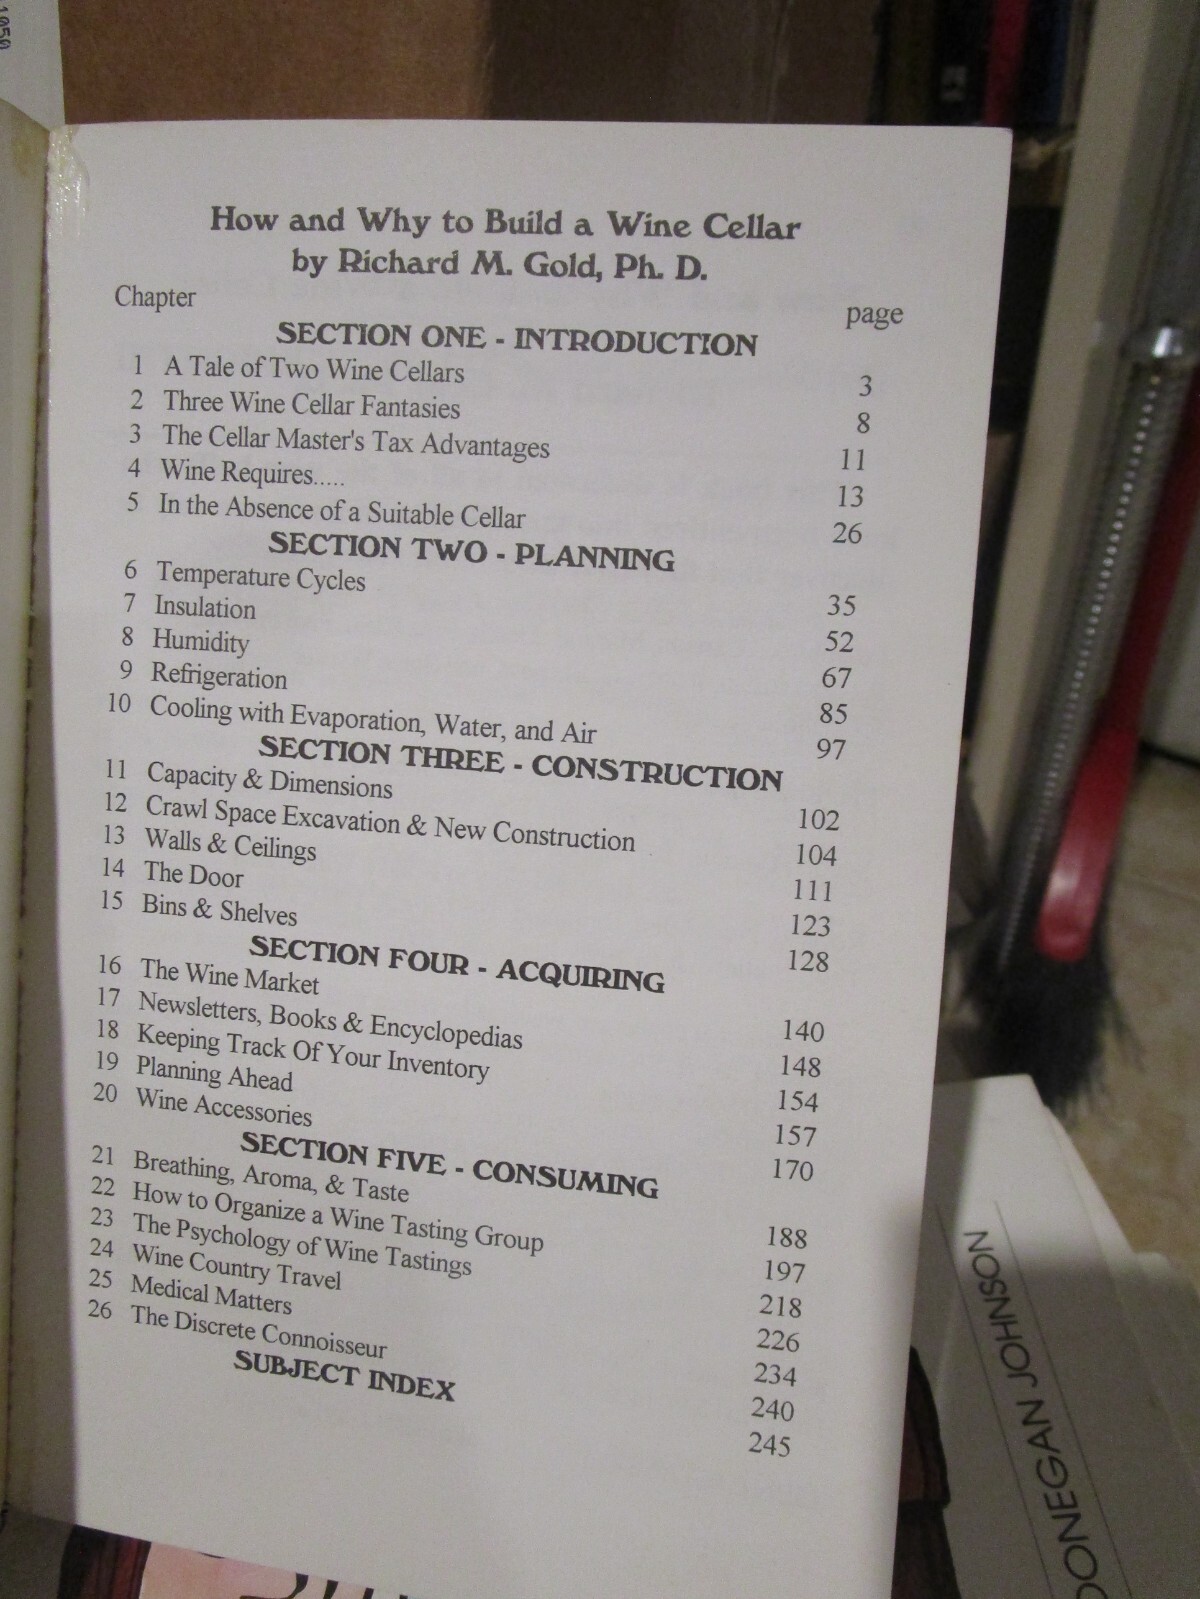 1050
How and Why to Build a Wine Cellar
by Richard M. Gold, Ph. D.
Chapter page
SECTION ONE - INTRODUCTION
1 A Tale of Two Wine Cellars 3
2 Three Wine Cellar Fantasies 8
3 The Cellar Master's Tax Advantages 11
4 Wine Requires..... 13
5 In the Absence of a Suitable Cellar 26
SECTION TWO - PLANNING
6 Temperature Cycles 35
7 Insulation 52
8 Humidity 67
9 Refrigeration 85
10 Cooling with Evaporation, Water, and Air 97
SECTION THREE - CONSTRUCTION
11 Capacity & Dimensions 102
12 Crawl Space Excavation & New Construction 104
13 Walls & Ceilings 111
14 The Door 123
15 Bins & Shelves 128
SECTION FOUR - ACQUIRING
16 The Wine Market 140
17 Newsletters, Books & Encyclopedias 148
18 Keeping Track Of Your Inventory 154
19 Planning Ahead 157
20 Wine Accessories 170
SECTION FIVE - CONSUMING
21 Breathing, Aroma, & Taste 188
22 How to Organize a Wine Tasting Group 197
23 The Psychology of Wine Tastings 218
24 Wine Country Travel 226
25 Medical Matters 234
26 The Discrete Connoisseur 240
SUBJECT INDEX 245
JOHNSON
ONEGAN JOHNSON